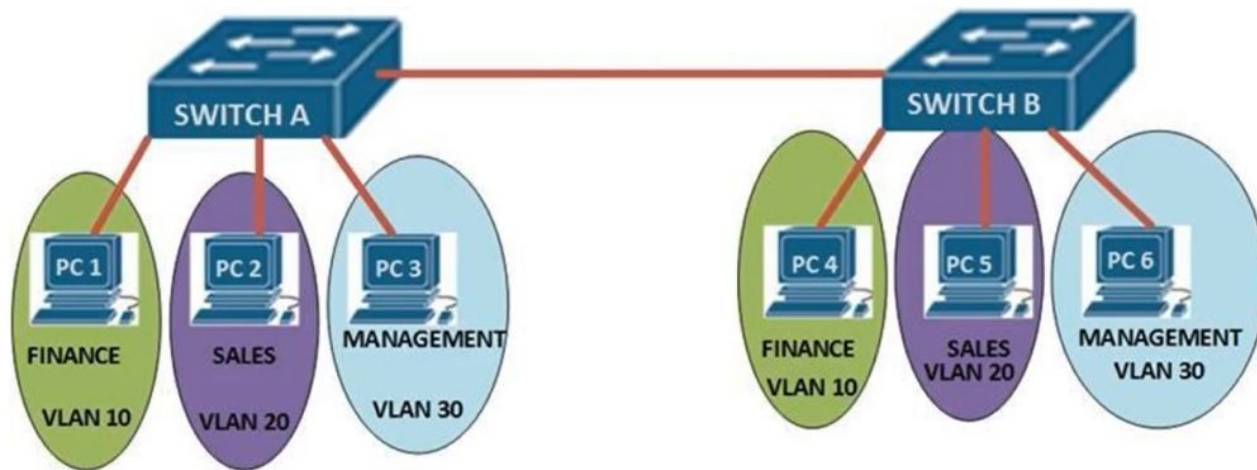 SWITCH A
SWITCH B
PC 1
PC 2
PC 3
PC 4
PC 5
PC 6
FINANCE
SALES
MANAGEMENT
FINANCE
SALES
MANAGEMENT
VLAN 10
VLAN 20
VLAN 30
VLAN 10
VLAN 20
VLAN 30